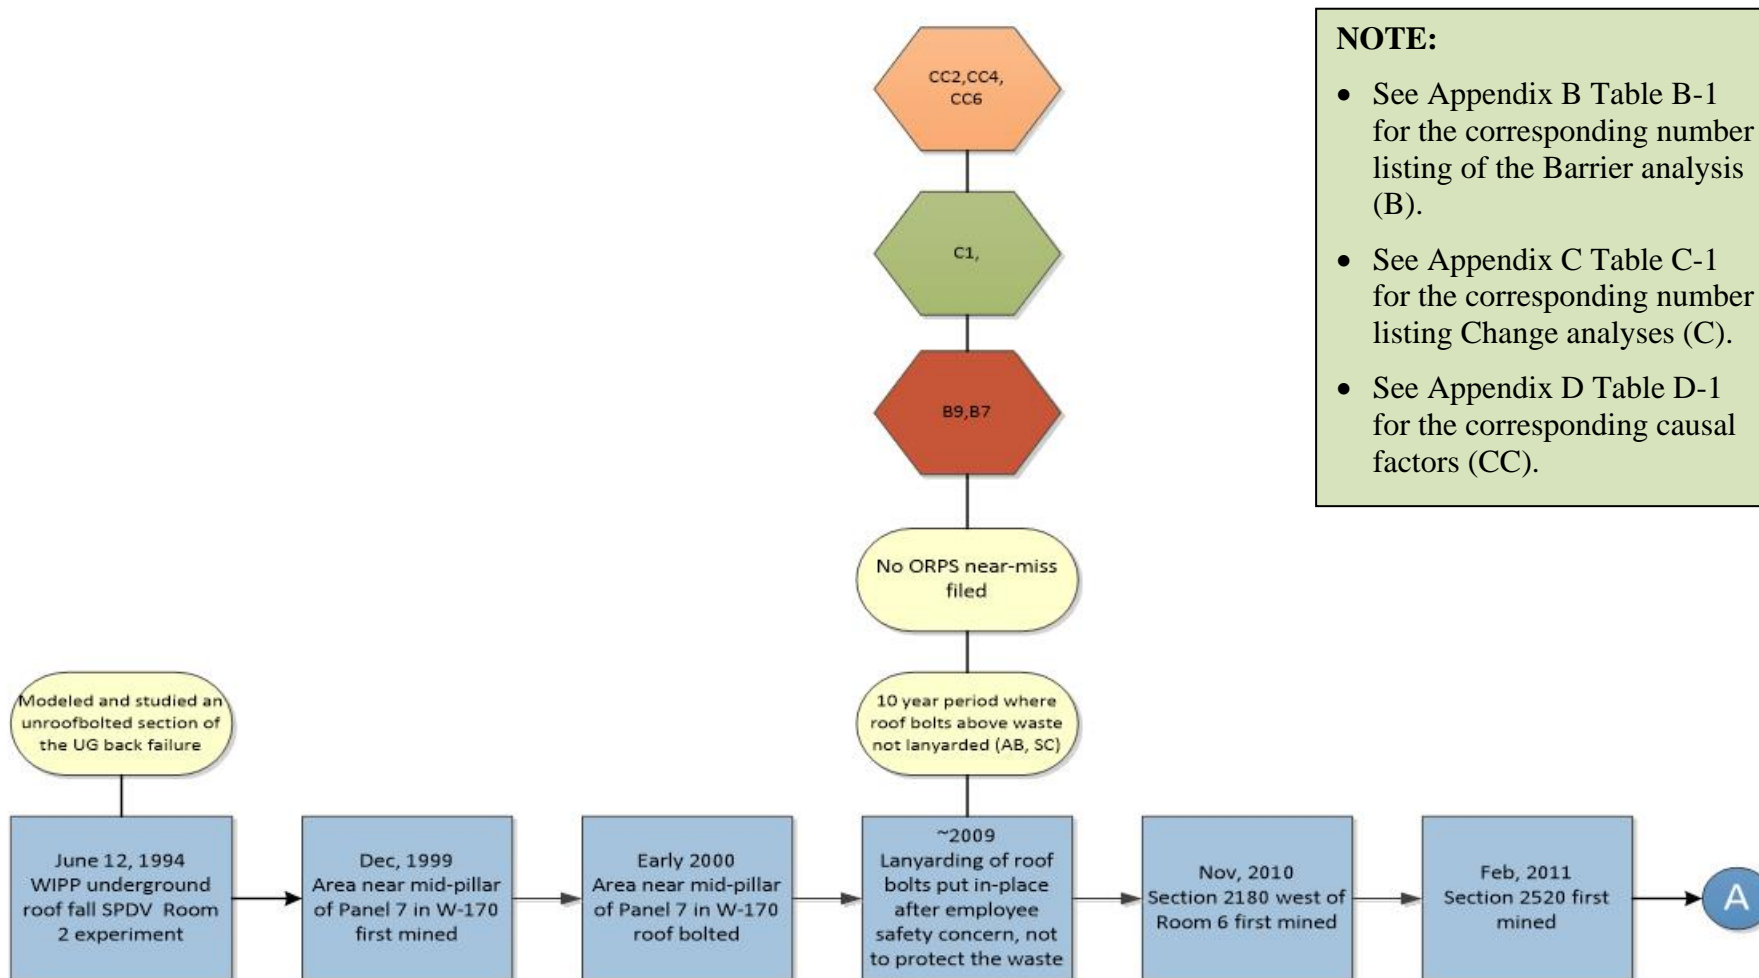 NOTE:
• See Appendix B Table B-1
for the corresponding number
listing of the Barrier analysis
(B).
• See Appendix C Table C-1
for the corresponding number
listing Change analyses (C).
• See Appendix D Table D-1
for the corresponding causal
factors (CC).
CC2,CC4,
CC6
C1,
B9,B7
No ORPS near-miss
filed
Modeled and studied an
unroofbolted section of
the UG back failure
10 year period where
roof bolts above waste
not lanyarded (AB, SC)
June 12, 1994
WIPP underground
roof fall SPDV Room
2 experiment
Dec, 1999
Area near mid-pillar
of Panel 7 in W-170
first mined
Early 2000
Area near mid-pillar
of Panel 7 in W-170
roof bolted
~2009
Lanyarding of roof
bolts put in-place
after employee
safety concern, not
to protect the waste
Nov, 2010
Section 2180 west of
Room 6 first mined
Feb, 2011
Section 2520 first
mined
A